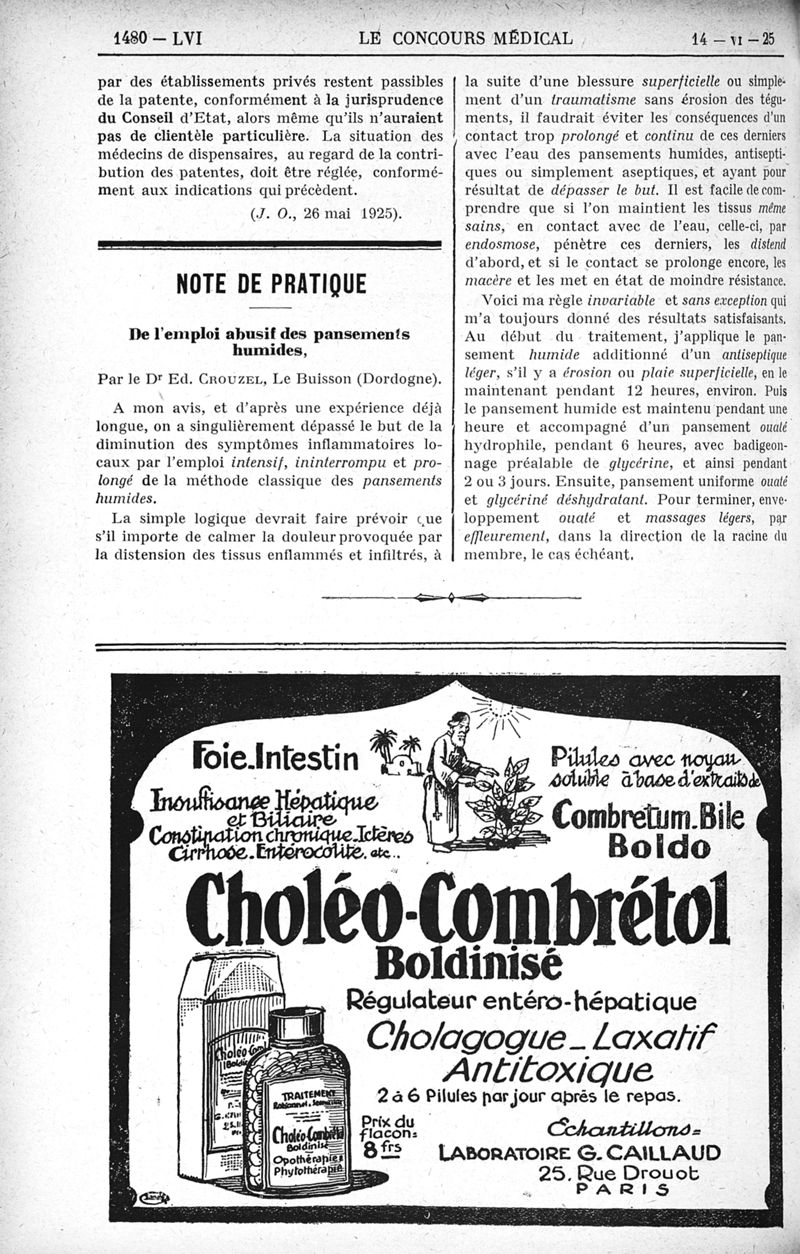 1480 — LVI
LE CONCOURS MÉDICAL
14 — VI — 25
par des établissements privés restent passibles
de la patente, conformément à la jurisprudence
du Conseil d'Etat, alors même qu'ils n'auraient
pas de clientèle particulière. La situation des
médecins de dispensaires, au regard de la contri-
bution des patentes, doit être réglée, conformé-
ment aux indications qui précèdent.
(J. O., 26 mai 1925).
NOTE DE PRATIQUE
De l'emploi abusif des pansements
humides,
Par le Dr Ed. CROUZEL, Le Buisson (Dordogne).
A mon avis, et d'après une expérience déjà
longue, on a singulièrement dépassé le but de la
diminution des symptômes inflammatoires lo-
caux par l'emploi intensif, ininterrompu et pro-
longé de la méthode classique des pansements
humides.
La simple logique devrait faire prévoir que
s'il importe de calmer la douleur provoquée par
la distension des tissus enflammés et infiltrés, à
la suite d'une blessure superficielle ou simple-
ment d'un traumatisme sans érosion des tégu-
ments, il faudrait éviter les conséquences d'un
contact trop prolongé et continu de ces derniers
avec l'eau des pansements humides, antisepti-
ques ou simplement aseptiques, et ayant pour
résultat de dépasser le but. Il est facile de com-
prendre que si l'on maintient les tissus même
sains, en contact avec de l'eau, celle-ci, par
endosmose, pénètre ces derniers, les distend
d'abord, et si le contact se prolonge encore, les
macère et les met en état de moindre résistance.
Voici ma règle invariable et sans exception qui
m'a toujours donné des résultats satisfaisants.
Au début du traitement, j'applique le pan-
sement humide additionné d'un antiseptique
léger, s'il y a érosion ou plaie superficielle, en le
maintenant pendant 12 heures, environ. Puis
le pansement humide est maintenu pendant une
heure et accompagné d'un pansement ouaté
hydrophile, pendant 6 heures, avec badigeon-
nage préalable de glycérine, et ainsi pendant
2 ou 3 jours. Ensuite, pansement uniforme ouaté
et glycériné déshydratant. Pour terminer, enve-
loppement ouaté et massages légers, par
effleurement, dans la direction de la racine du
membre, le cas échéant.
Foie-Intestin
Insuffisance Hépatique
et Biliaire
Constipation chronique-Ictères
Cirrhose-Entérocolite. etc..
Pilules avec noyau
soluble à base d'extraits de
Combretum-Bile
Boldo
Choléo-Combrétol
Boldinisé
Régulateur entéro-hépatique
Cholagogue_Laxatif
Antitoxique
2 à 6 Pilules par jour après le repas.
Prix du
flacon:
8 frs
Échantillons=
LABORATOIRE G. CAILLAUD
25, Rue Drouot
PARIS
TRAITEMENT
Choléo-Combrétol
Boldinisé
Opothérapie
Phytothérapie